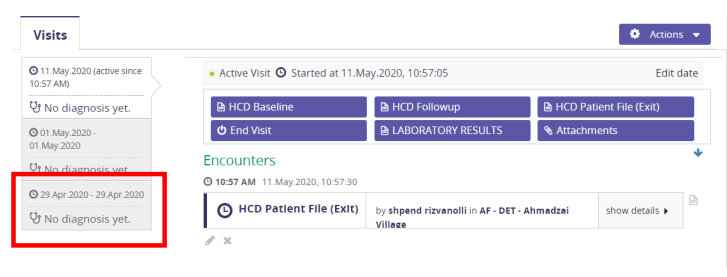 Visits
Actions
11.May.2020 (active since
10:57 AM)
No diagnosis yet.
01.May.2020 -
01.May.2020
No diagnosis yet.
29.Apr.2020 - 29.Apr.2020
No diagnosis yet.
Active Visit Started at 11.May.2020, 10:57:05 Edit date
HCD Baseline HCD Followup HCD Patient File (Exit)
End Visit LABORATORY RESULTS Attachments
Encounters
10:57 AM 11.May.2020, 10:57:30
HCD Patient File (Exit) by shpend rizvanolli in AF - DET - Ahmadzai show details
Village